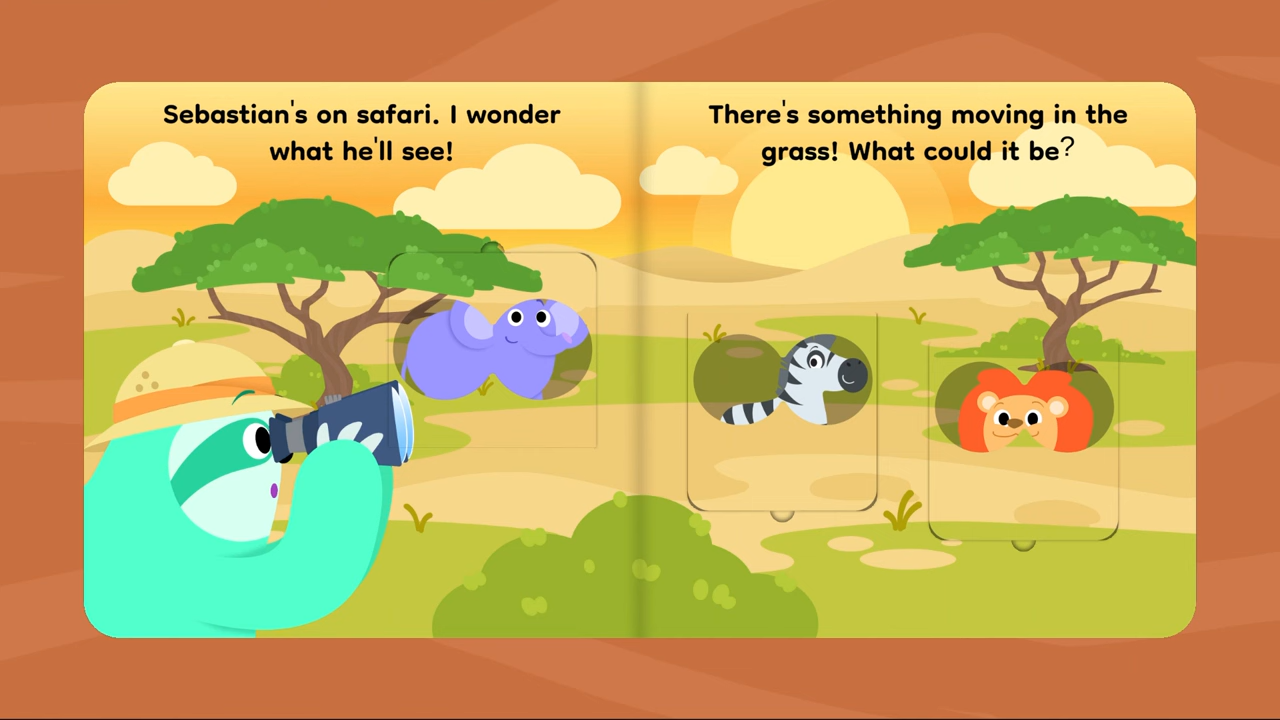 Sebastian's on safari. I wonder
what he'll see!
There's something moving in the
grass! What could it be?